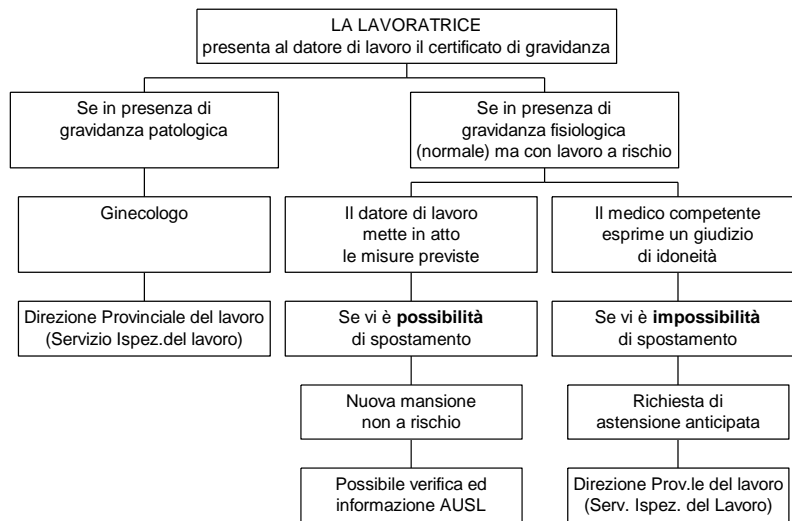 LA LAVORATRICE
presenta al datore di lavoro il certificato di gravidanza
Se in presenza di
gravidanza patologica
Se in presenza di
gravidanza fisiologica
(normale) ma con lavoro a rischio
Ginecologo
Il datore di lavoro
mette in atto
le misure previste
Il medico competente
esprime un giudizio
di idoneità
Direzione Provinciale del lavoro
(Servizio Ispez.del lavoro)
Se vi è possibilità
di spostamento
Se vi è impossibilità
di spostamento
Nuova mansione
non a rischio
Richiesta di
astensione anticipata
Possibile verifica ed
informazione AUSL
Direzione Prov.le del lavoro
(Serv. Ispez. del Lavoro)